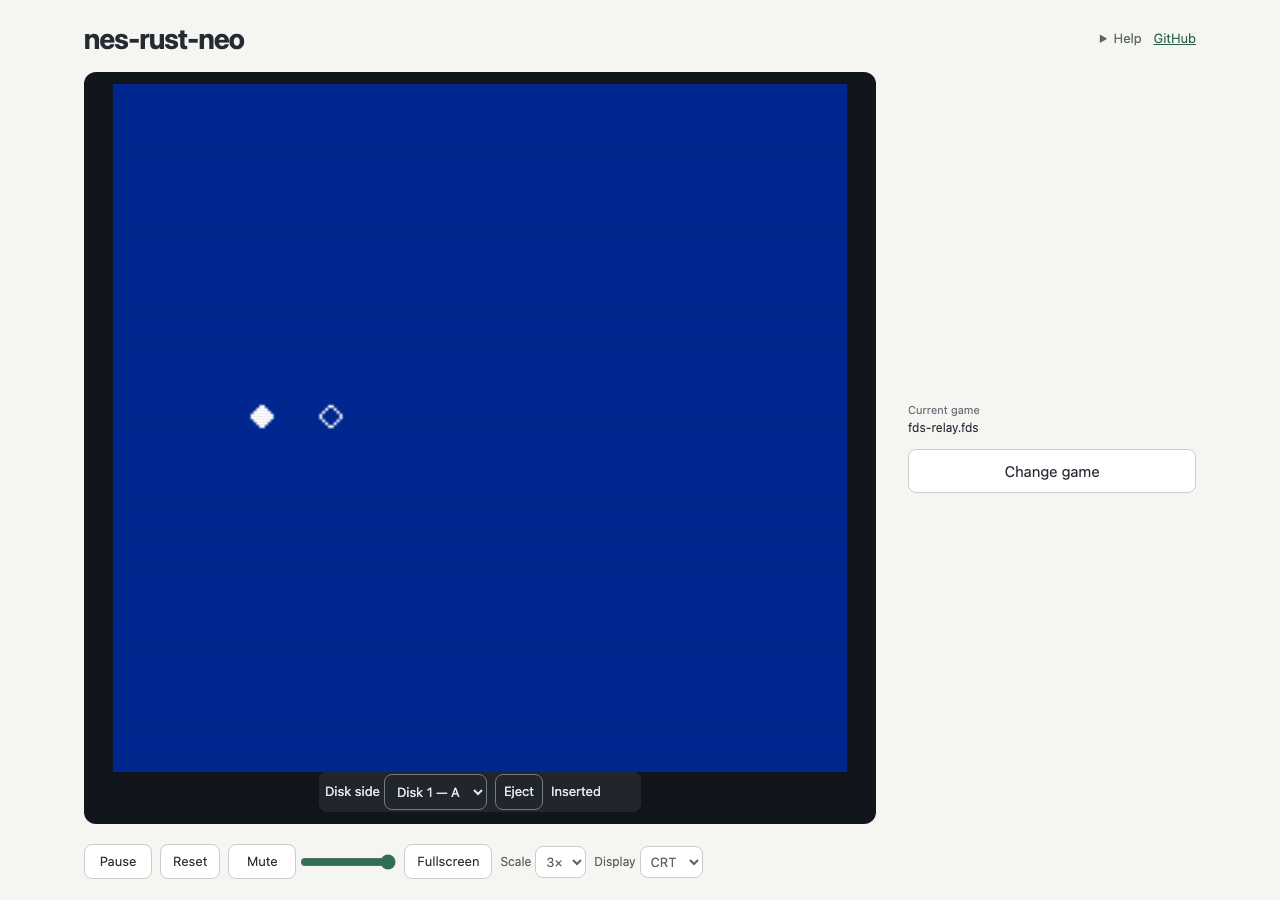 nes-rust-neo
Help GitHub
Current game
fds-relay.fds
Change game
Disk side Disk 1 — A Eject Inserted
Pause Reset Mute Fullscreen Scale 3× Display CRT